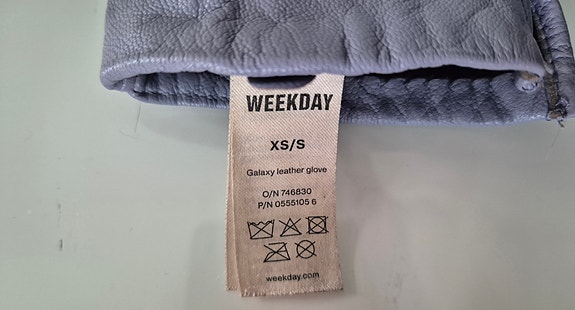 WEEKDAY
XS/S
Galaxy leather glove
O/N 746830
P/N 0555105 6
weekday.com